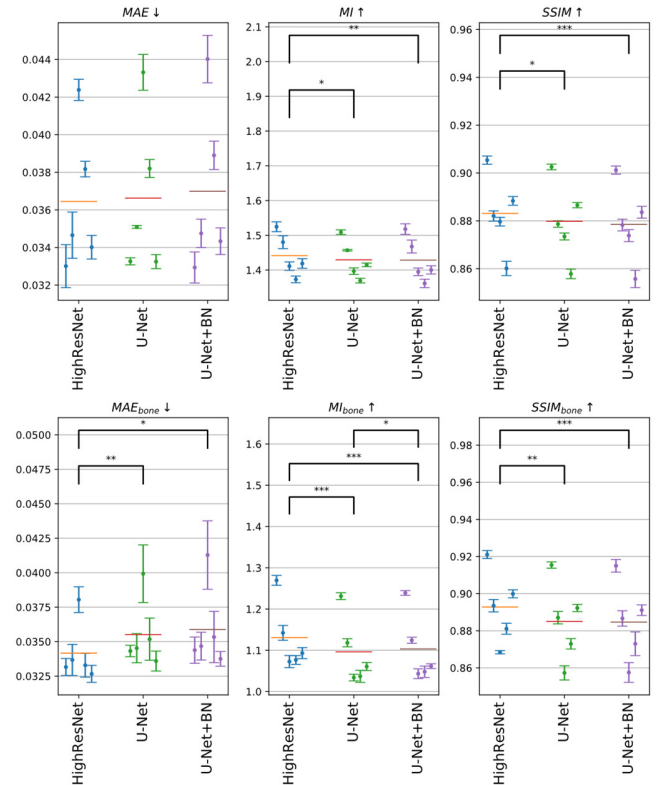 MAE ↓
MI ↑
SSIM ↑
0.044
0.042
0.040
0.038
0.036
0.034
0.032
2.1
2.0
1.9
1.8
1.7
1.6
1.5
1.4
1.3
0.96
0.94
0.92
0.90
0.88
0.86
**
*
***
*
HighResNet
U-Net
U-Net+BN
HighResNet
U-Net
U-Net+BN
HighResNet
U-Net
U-Net+BN
MAE_bone ↓
MI_bone ↑
SSIM_bone ↑
0.0500
0.0475
0.0450
0.0425
0.0400
0.0375
0.0350
0.0325
1.6
1.5
1.4
1.3
1.2
1.1
1.0
0.98
0.96
0.94
0.92
0.90
0.88
0.86
*
**
*
***
***
***
**
HighResNet
U-Net
U-Net+BN
HighResNet
U-Net
U-Net+BN
HighResNet
U-Net
U-Net+BN